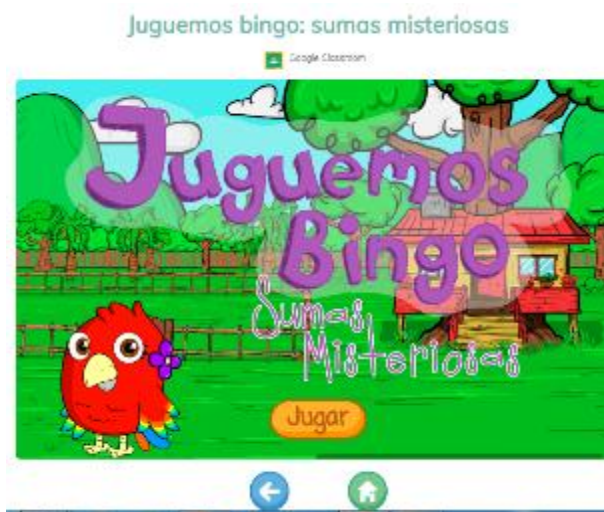 Juguemos bingo: sumas misteriosas
Google Classroom
Juguemos
Bingo
Sumas
Misteriosas
Jugar